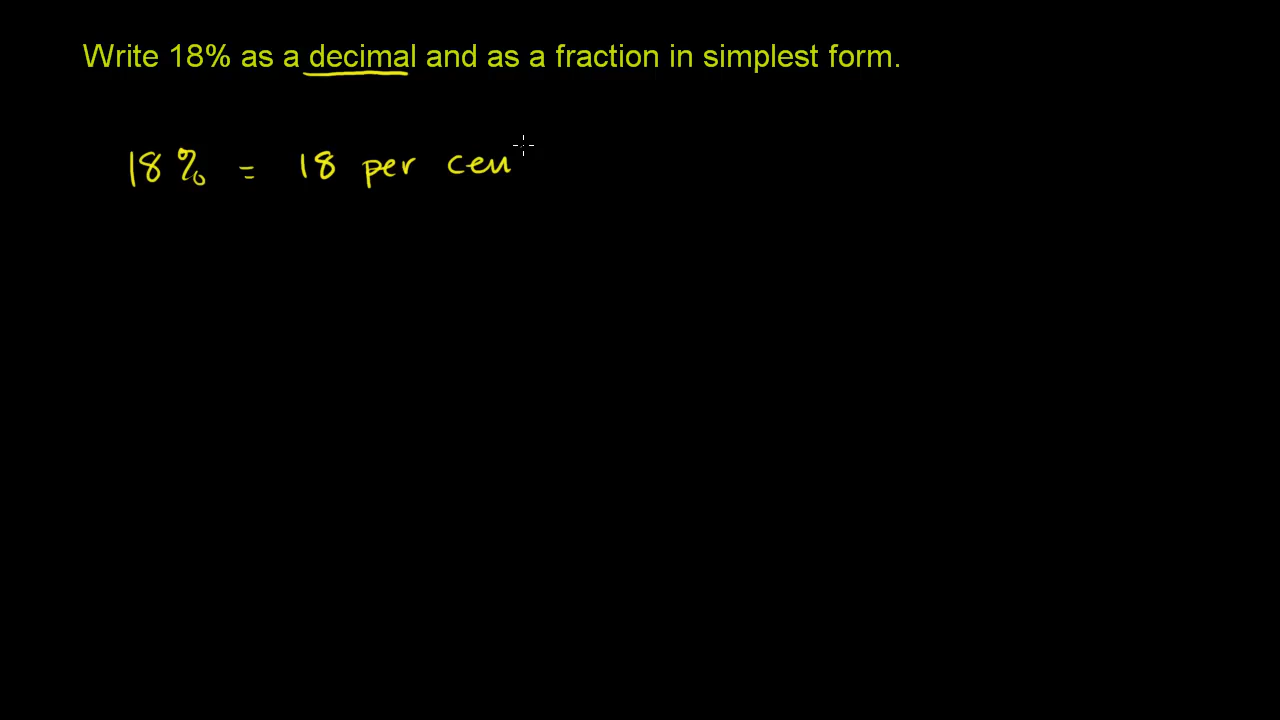 Write 18% as a decimal and as a fraction in simplest form.
18% = 18 per cen